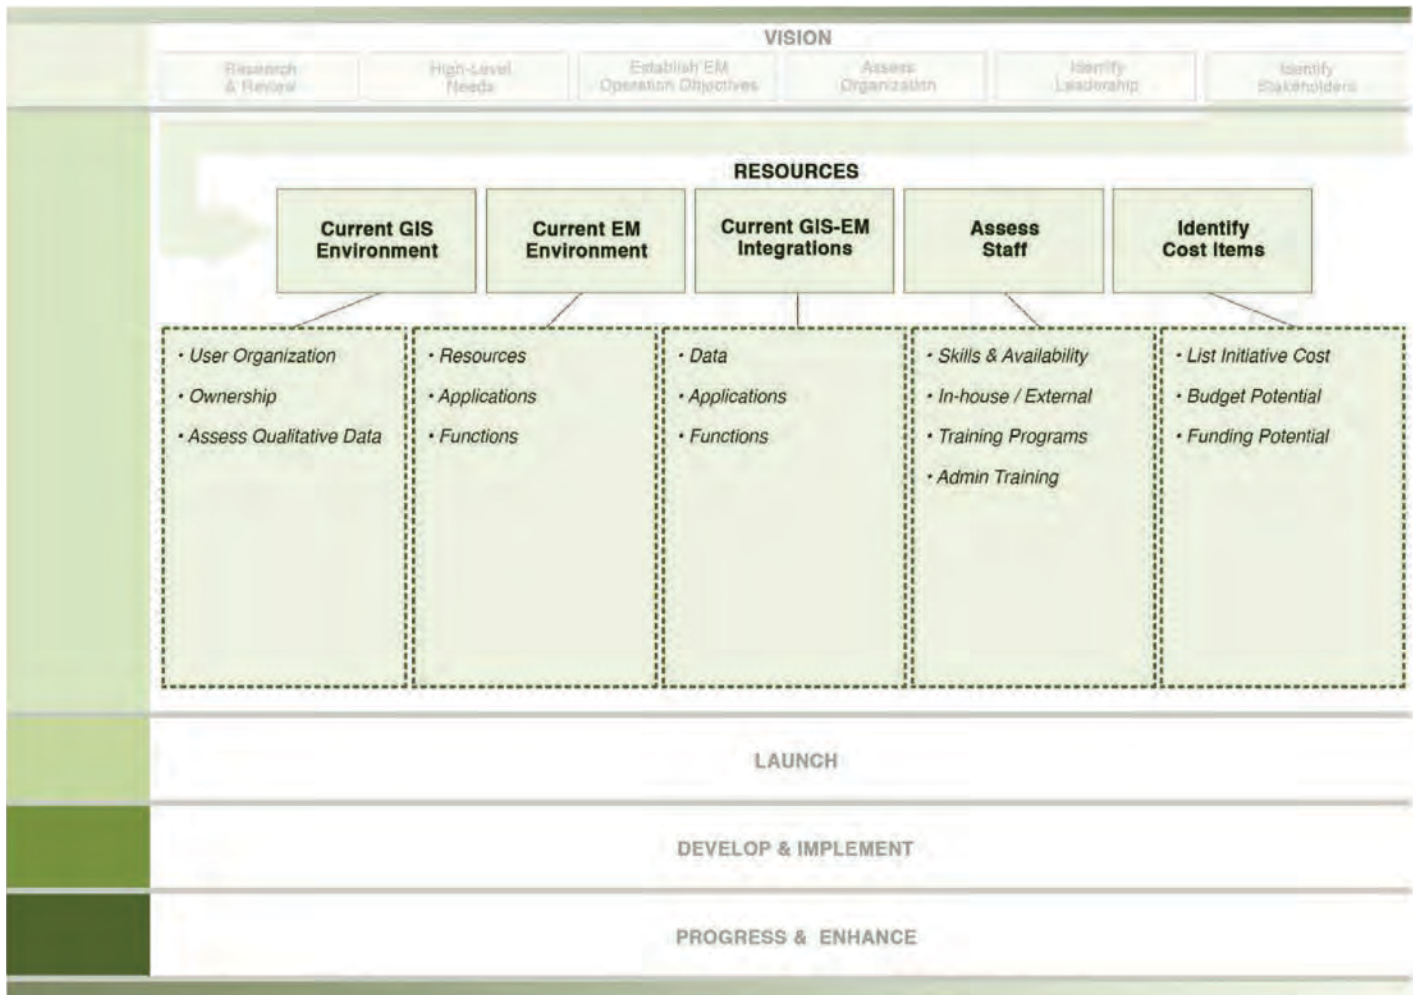 VISION
Research
& Review
High-Level
Needs
Establish EM
Operation Objectives
Assess
Organization
Identify
Leadership
Identify
Stakeholders
RESOURCES
Current GIS
Environment
Current EM
Environment
Current GIS-EM
Integrations
Assess
Staff
Identify
Cost Items
• User Organization
• Ownership
• Assess Qualitative Data
• Resources
• Applications
• Functions
• Data
• Applications
• Functions
• Skills & Availability
• In-house / External
• Training Programs
• Admin Training
• List Initiative Cost
• Budget Potential
• Funding Potential
LAUNCH
DEVELOP & IMPLEMENT
PROGRESS & ENHANCE